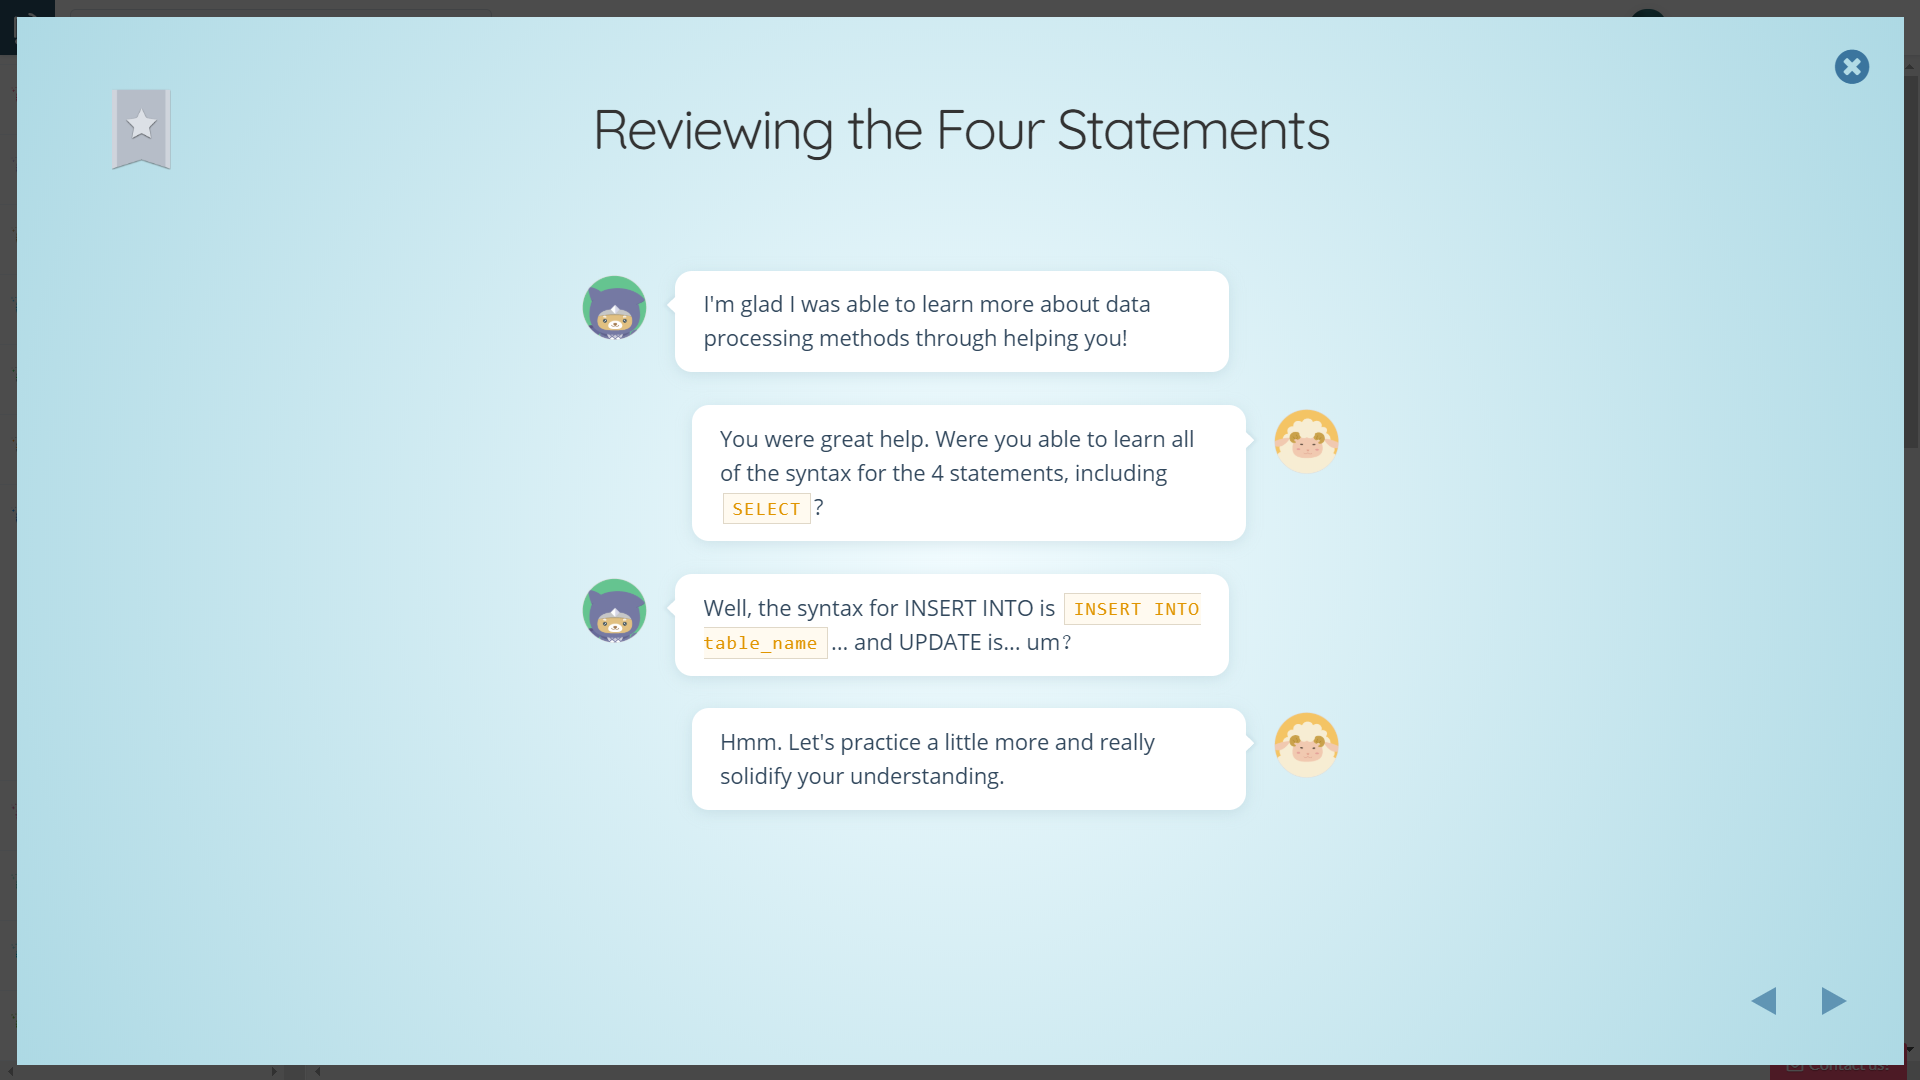 Reviewing the Four Statements
I'm glad I was able to learn more about data
processing methods through helping you!
You were great help. Were you able to learn all
of the syntax for the 4 statements, including
SELECT ?
Well, the syntax for INSERT INTO is INSERT INTO
table_name ... and UPDATE is... um?
Hmm. Let's practice a little more and really
solidify your understanding.
Contact us!